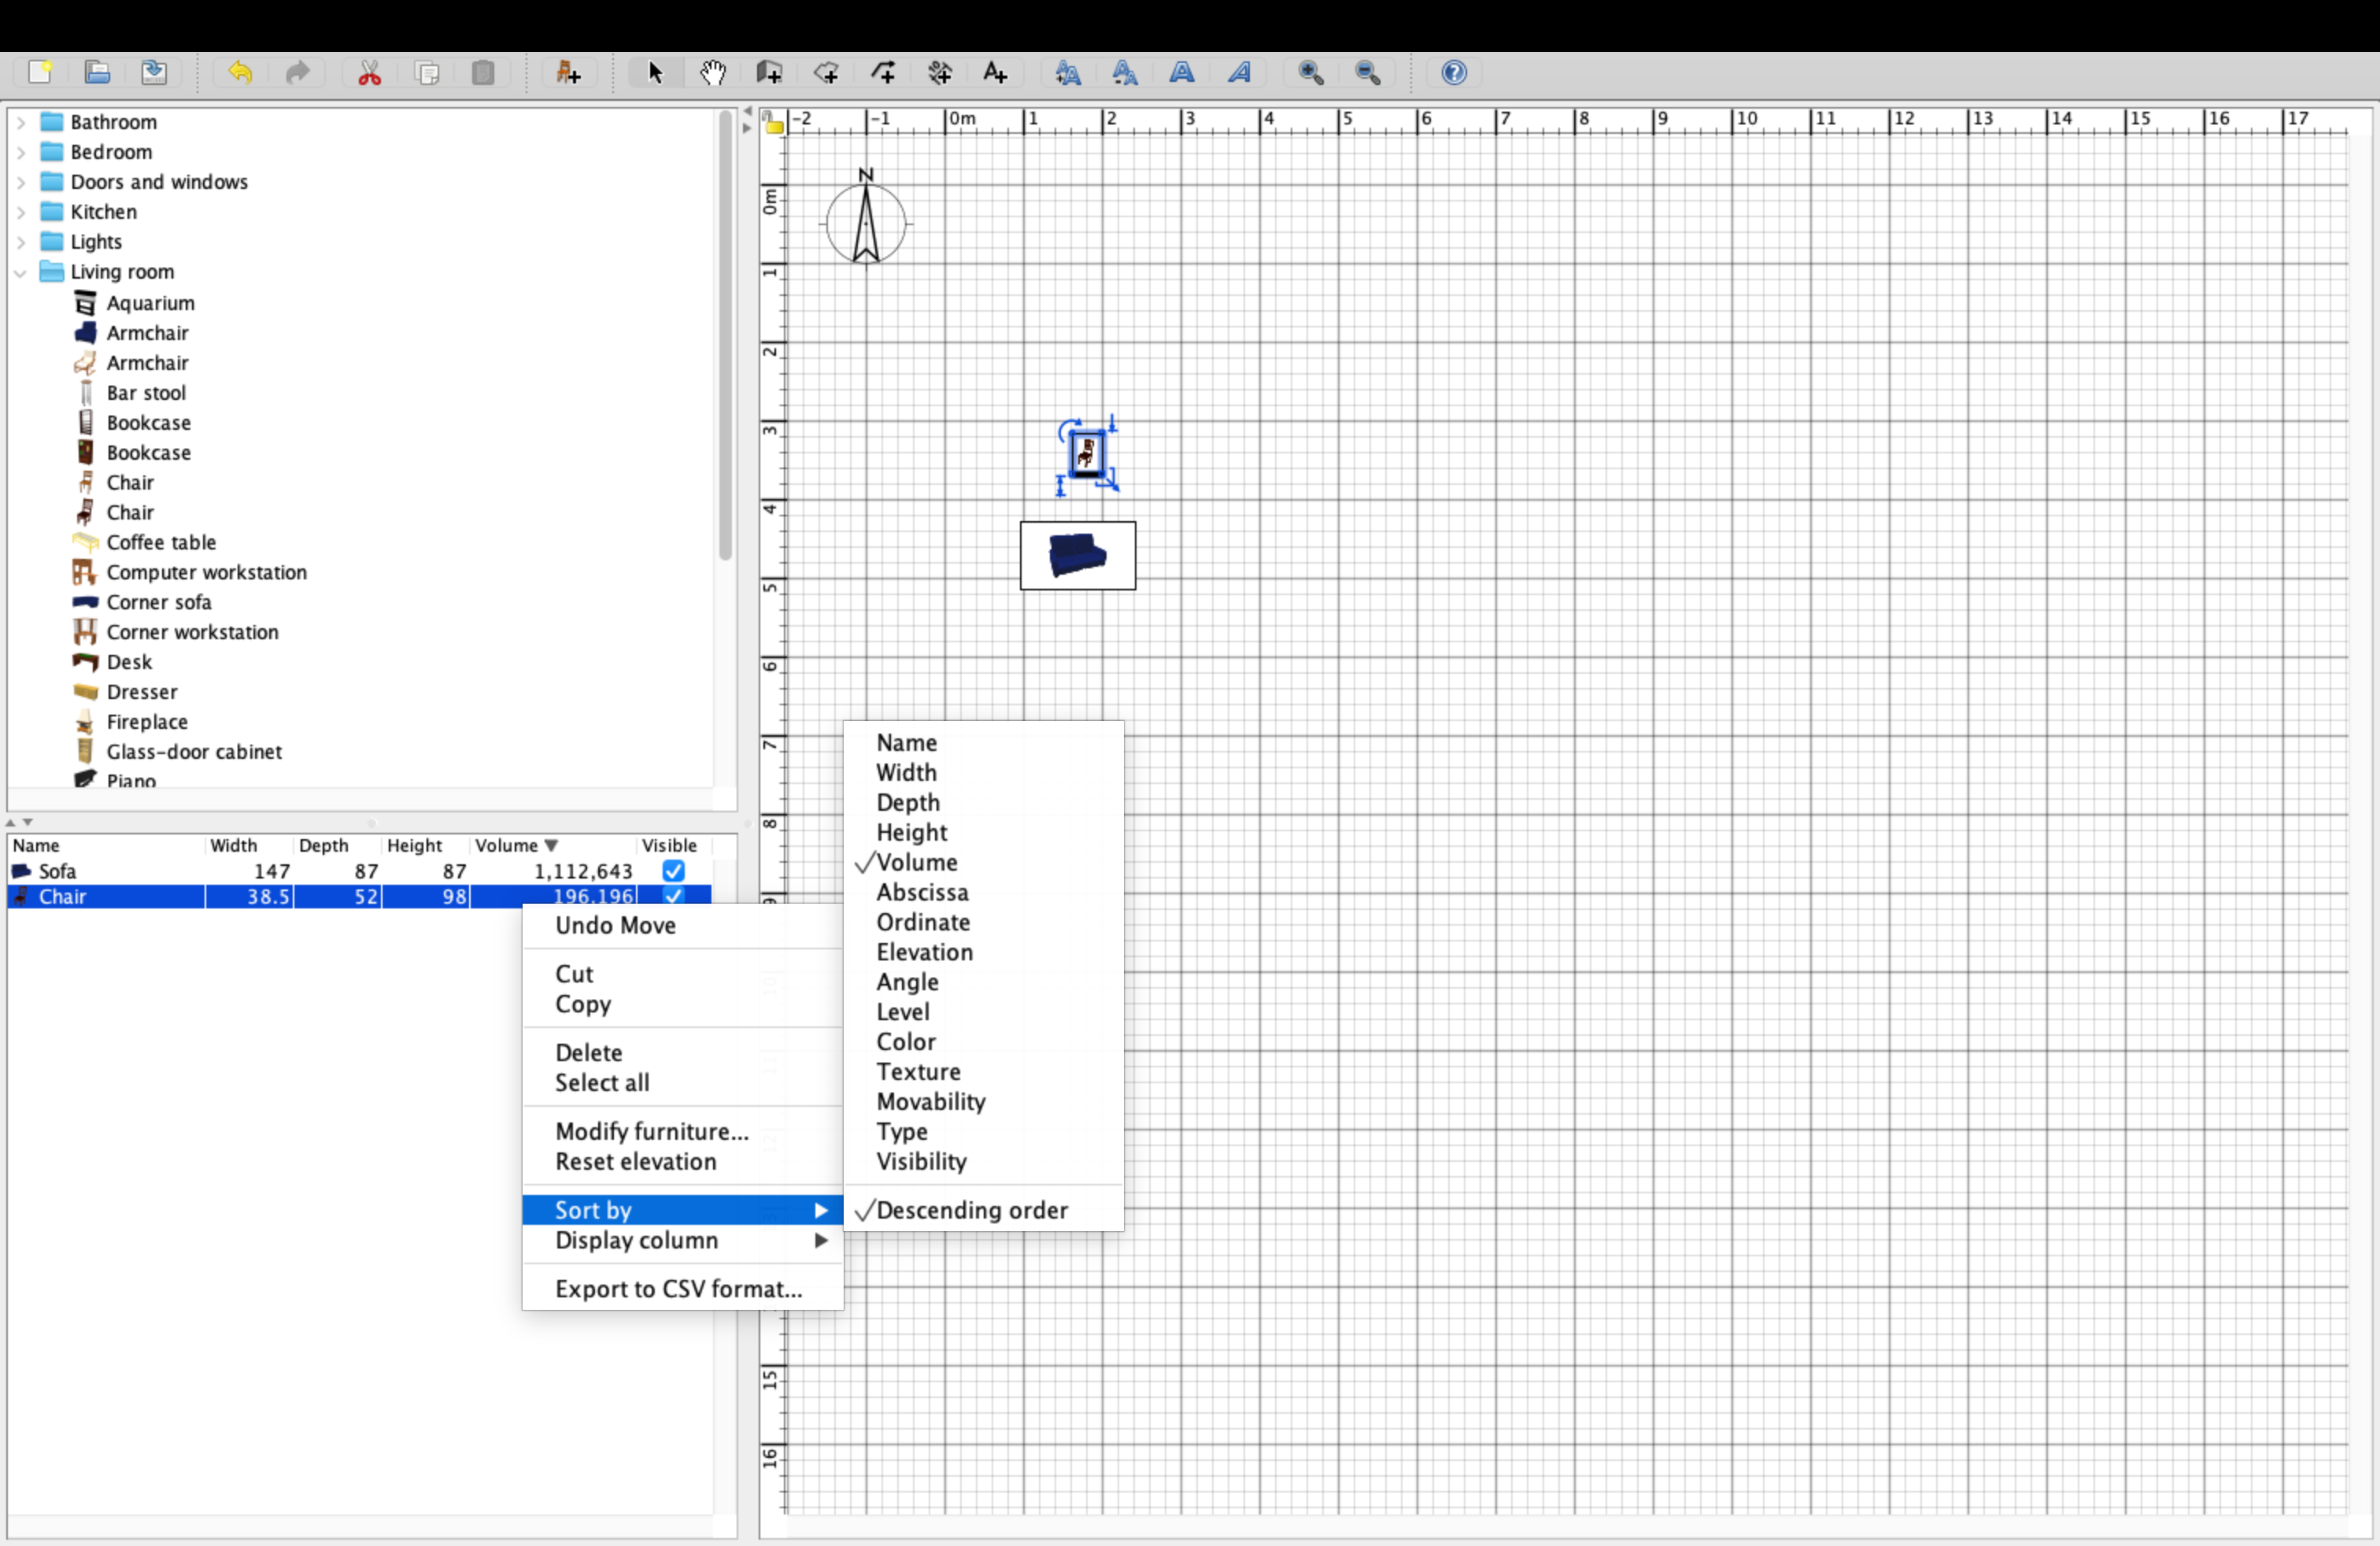 -2 -1 0m 1 2 3 4 5 6 7 8 9 10 11 12 13 14 15 16 17
Bathroom
Bedroom
Doors and windows
Kitchen
Lights
Living room
Aquarium
Armchair
Armchair
Bar stool
Bookcase
Bookcase
Chair
Chair
Coffee table
Computer workstation
Corner sofa
Corner workstation
Desk
Dresser
Fireplace
Glass-door cabinet
Piano
Name Width Depth Height Volume Visible
Sofa 147 87 87 1,112,643
Chair 38.5 52 98 196,196
Undo Move
Cut
Copy
Delete
Select all
Modify furniture...
Reset elevation
Sort by
Display column
Export to CSV format...
Name
Width
Depth
Height
Volume
Abscissa
Ordinate
Elevation
Angle
Level
Color
Texture
Movability
Type
Visibility
Descending order
N
0m
1
2
3
4
5
6
7
8
15
16